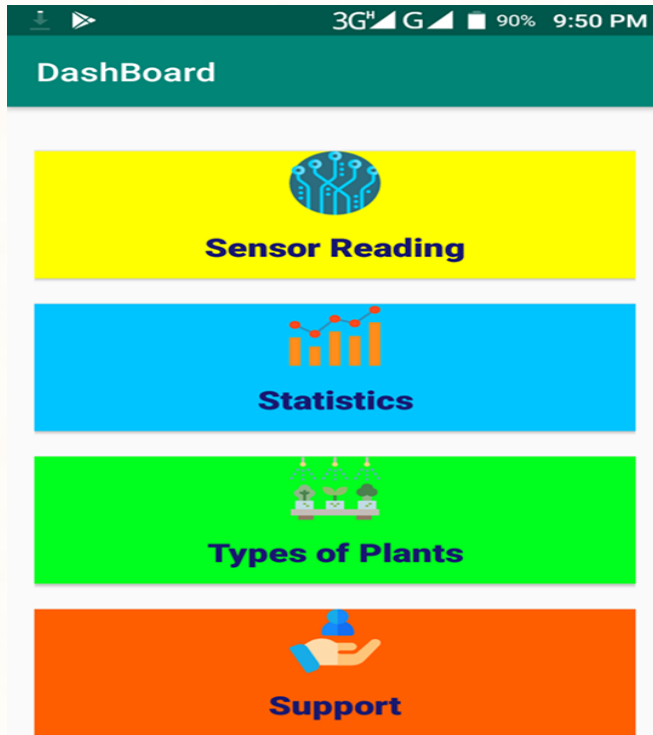 3G H G 90% 9:50 PM
DashBoard
Sensor Reading
Statistics
Types of Plants
Support